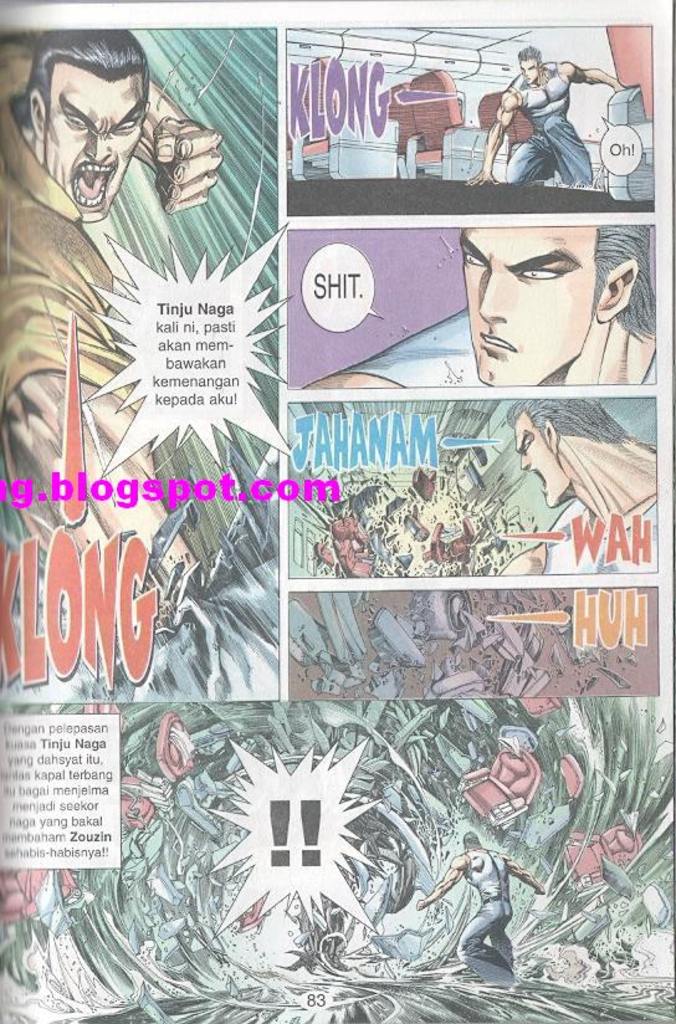 Tinju Naga
kali ni, pasti
akan mem-
bawakan
kemenangan
kepada aku!
KLONG
KLONG
Oh!
SHIT.
JAHANAM
WAH
HUH
ng.blogspot.com
Dengan pelepasan
kuasa Tinju Naga
yang dahsyat itu,
kapal terbang
itu bagai menjelma
menjadi seekor
naga yang bakal
membaham Zouzin
sehabis-habisnya!!
!!
83